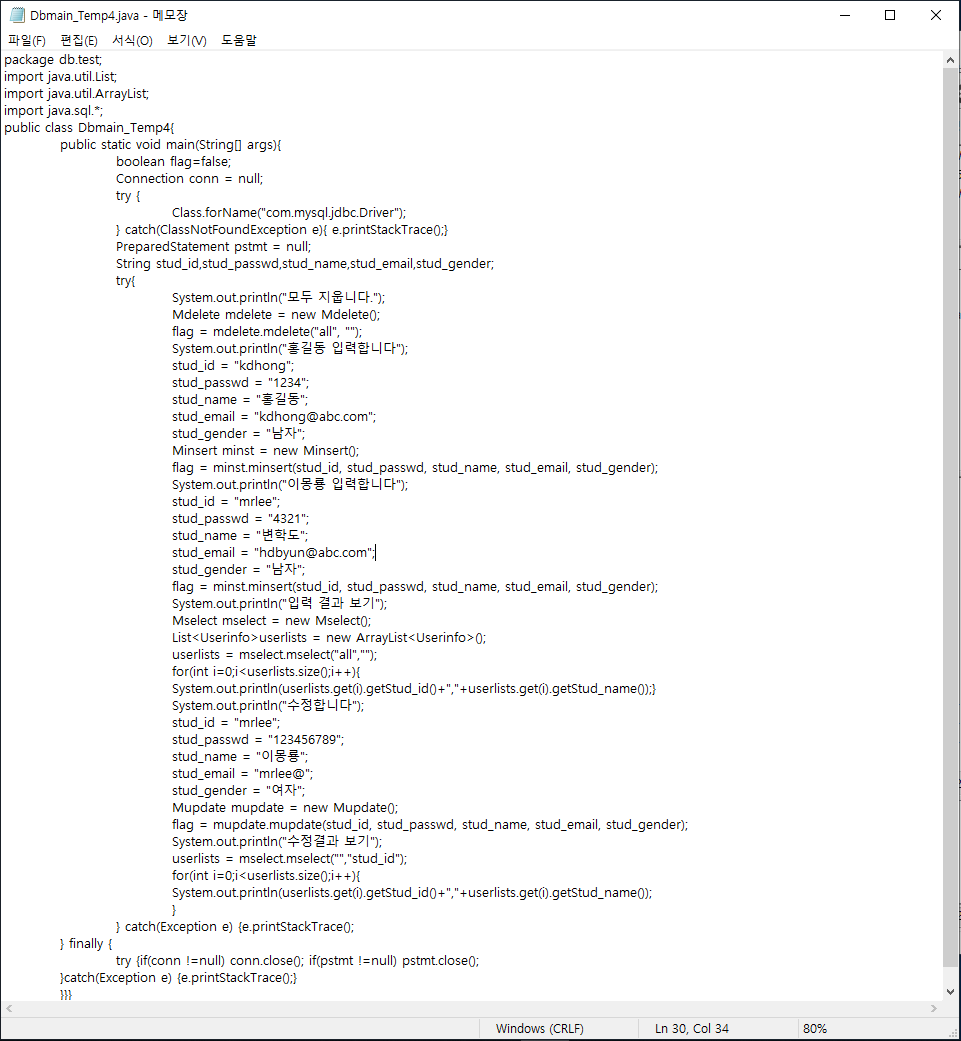 Dbmain_Temp4.java - 메모장
파일(F) 편집(E) 서식(O) 보기(V) 도움말
package db.test;
import java.util.List;
import java.util.ArrayList;
import java.sql.*;
public class Dbmain_Temp4{
public static void main(String[] args){
boolean flag=false;
Connection conn = null;
try {
Class.forName("com.mysql.jdbc.Driver");
} catch(ClassNotFoundException e){ e.printStackTrace();}
PreparedStatement pstmt = null;
String stud_id,stud_passwd,stud_name,stud_email,stud_gender;
try{
System.out.println("모두 지웁니다.");
Mdelete mdelete = new Mdelete();
flag = mdelete.mdelete("all", "");
System.out.println("홍길동 입력합니다");
stud_id = "kdhong";
stud_passwd = "1234";
stud_name = "홍길동";
stud_email = "kdhong@abc.com";
stud_gender = "남자";
Minsert minst = new Minsert();
flag = minst.minsert(stud_id, stud_passwd, stud_name, stud_email, stud_gender);
System.out.println("이몽룡 입력합니다");
stud_id = "mrlee";
stud_passwd = "4321";
stud_name = "변학도";
stud_email = "hdbyun@abc.com";
stud_gender = "남자";
flag = minst.minsert(stud_id, stud_passwd, stud_name, stud_email, stud_gender);
System.out.println("입력 결과 보기");
Mselect mselect = new Mselect();
List<Userinfo>userlists = new ArrayList<Userinfo>();
userlists = mselect.mselect("all","");
for(int i=0;i<userlists.size();i++){
System.out.println(userlists.get(i).getStud_id()+","+userlists.get(i).getStud_name());}
System.out.println("수정합니다");
stud_id = "mrlee";
stud_passwd = "123456789";
stud_name = "이몽룡";
stud_email = "mrlee@";
stud_gender = "여자";
Mupdate mupdate = new Mupdate();
flag = mupdate.mupdate(stud_id, stud_passwd, stud_name, stud_email, stud_gender);
System.out.println("수정결과 보기");
userlists = mselect.mselect("","stud_id");
for(int i=0;i<userlists.size();i++){
System.out.println(userlists.get(i).getStud_id()+","+userlists.get(i).getStud_name());
}
} catch(Exception e) {e.printStackTrace();
} finally {
try {if(conn !=null) conn.close(); if(pstmt !=null) pstmt.close();
}catch(Exception e) {e.printStackTrace();}
}}}
Windows (CRLF) Ln 30, Col 34 80%